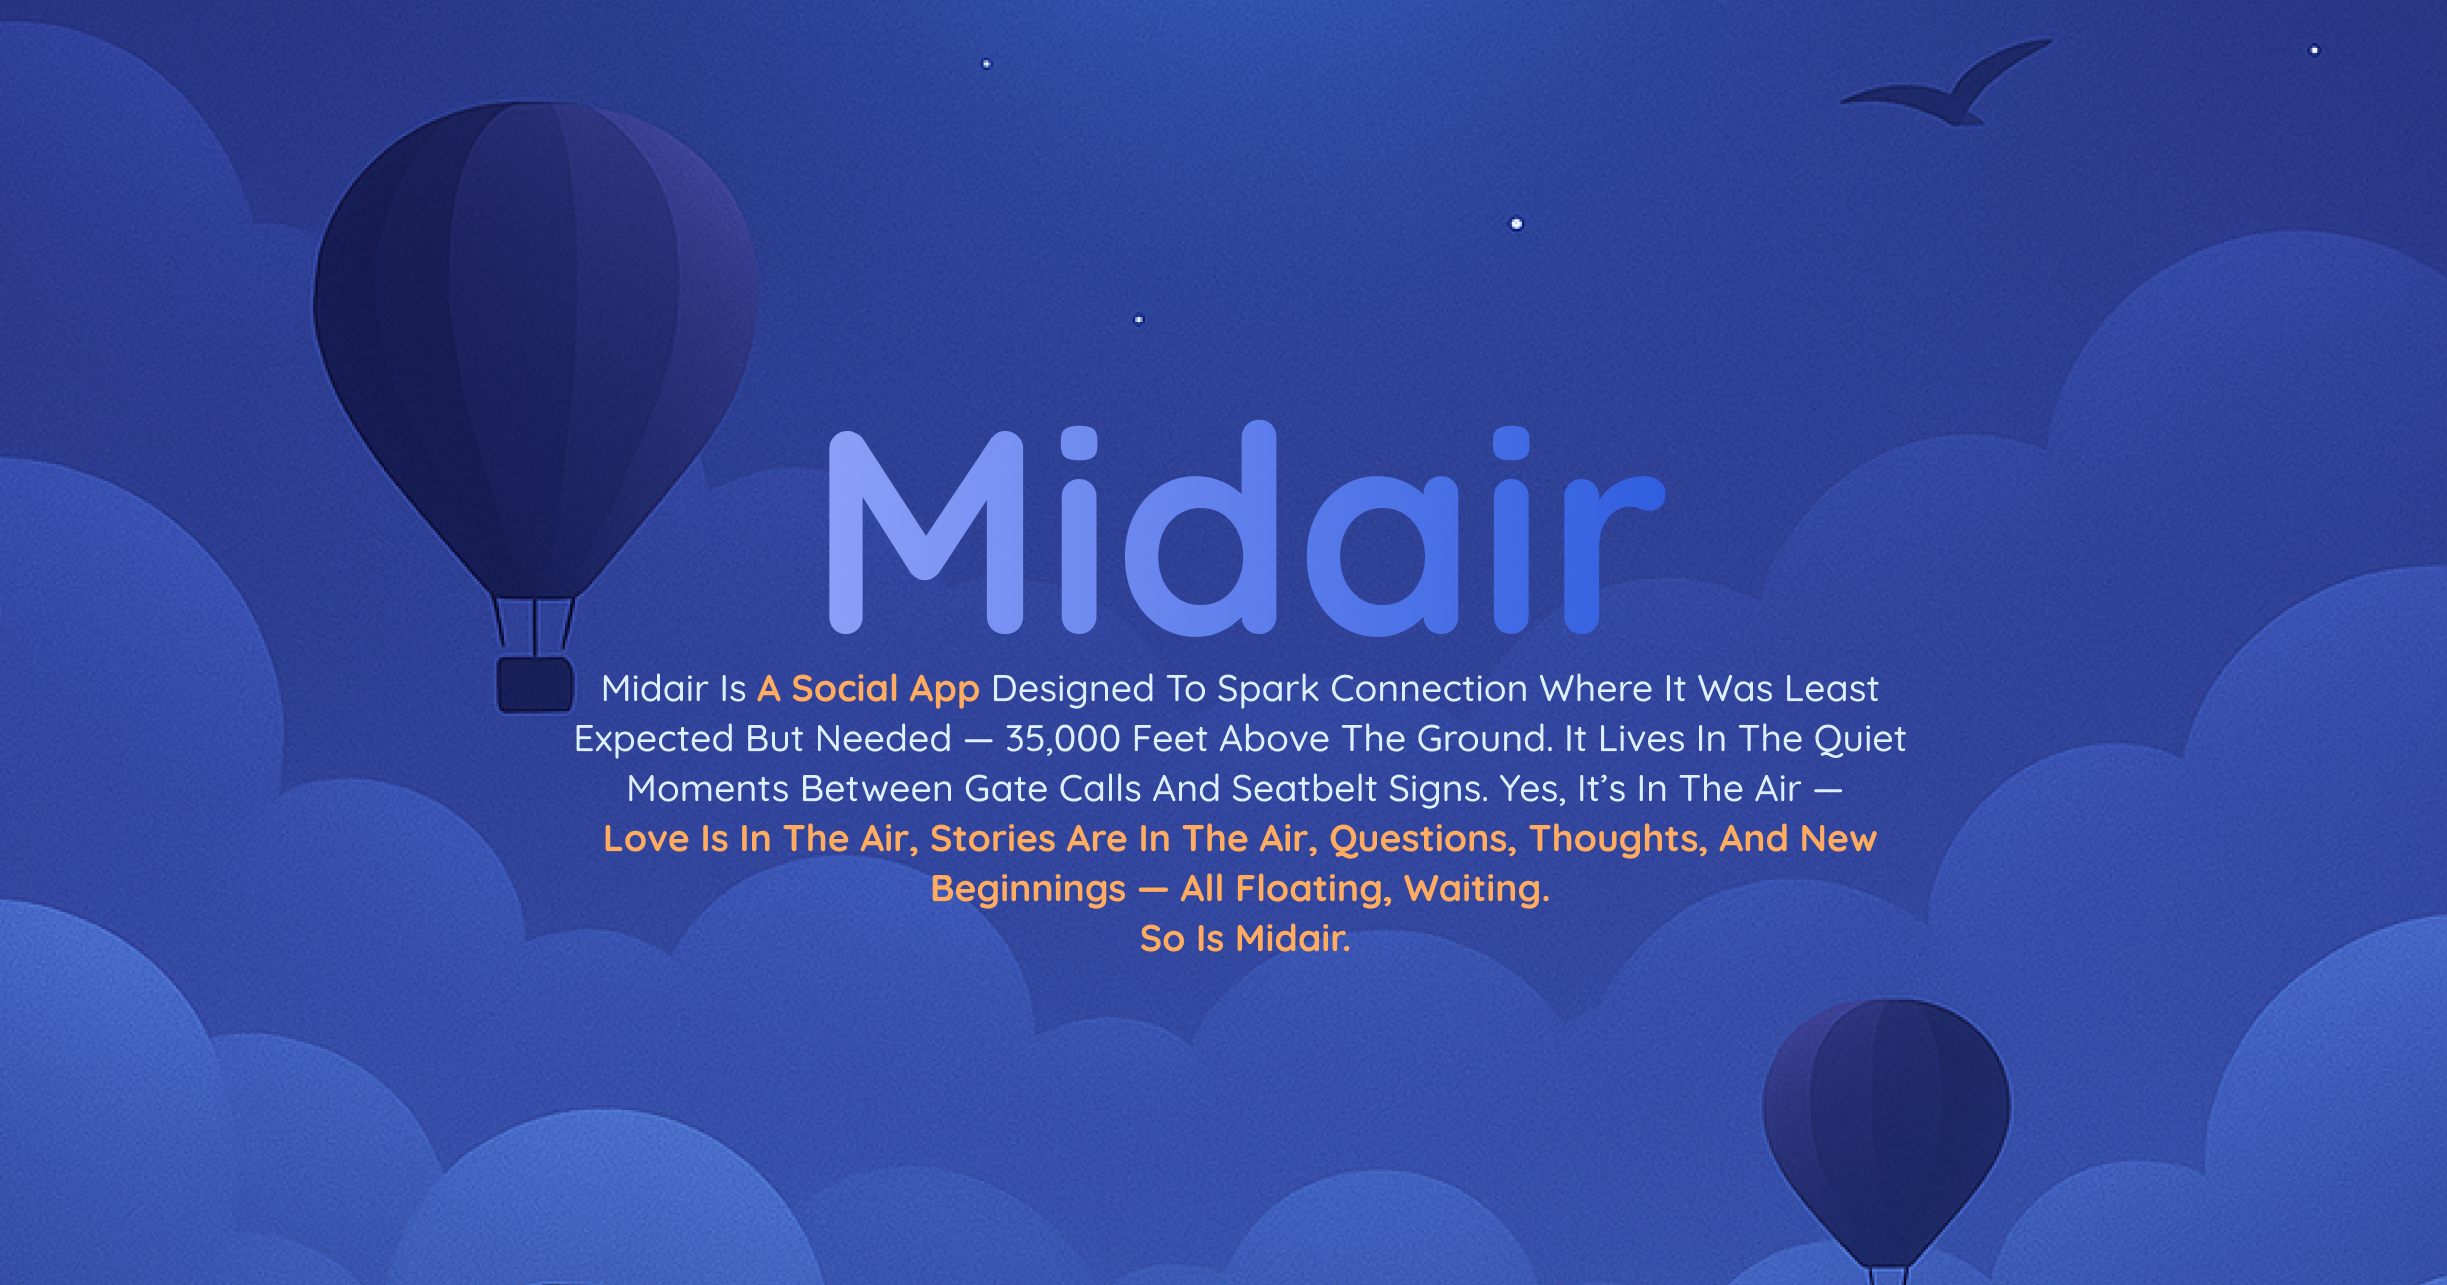 Midair
Midair Is A Social App Designed To Spark Connection Where It Was Least
Expected But Needed — 35,000 Feet Above The Ground. It Lives In The Quiet
Moments Between Gate Calls And Seatbelt Signs. Yes, It’s In The Air —
Love Is In The Air, Stories Are In The Air, Questions, Thoughts, And New
Beginnings — All Floating, Waiting.
So Is Midair.